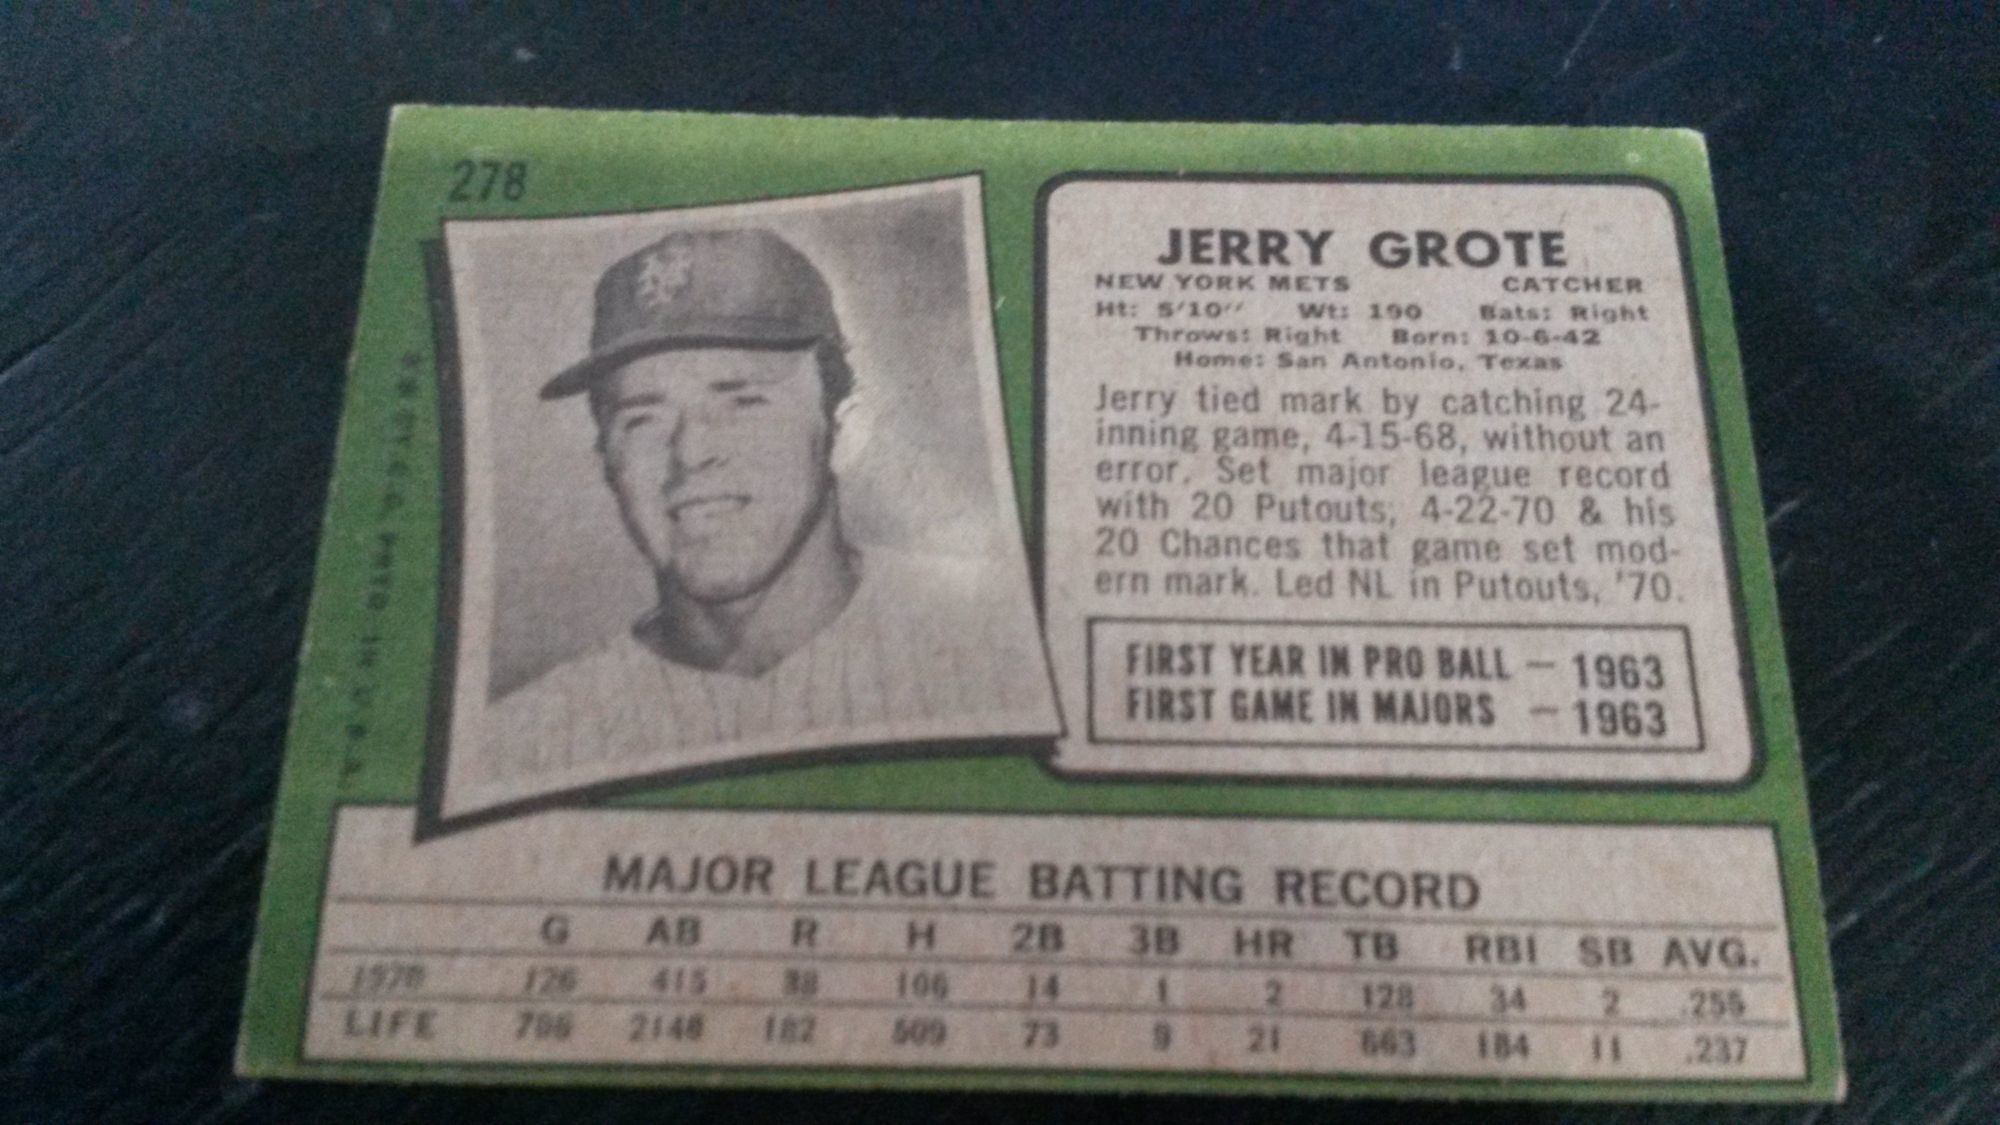 278
JERRY GROTE
NEW YORK METS CATCHER
Ht: 5'10" Wt: 190 Bats: Right
Throws: Right Born: 10-6-42
Home: San Antonio, Texas
Jerry tied mark by catching 24-
inning game, 4-15-68, without an
error. Set major league record
with 20 Putouts, 4-22-70 & his
20 Chances that game set mod-
ern mark. Led NL in Putouts, '70.
FIRST YEAR IN PRO BALL — 1963
FIRST GAME IN MAJORS — 1963
MAJOR LEAGUE BATTING RECORD
G AB R H 2B 3B HR TB RBI SB AVG.
1970 126 415 38 106 14 1 2 128 34 2 .255
LIFE 2148 182 509 73 9 21 663 184 11 .237
NY